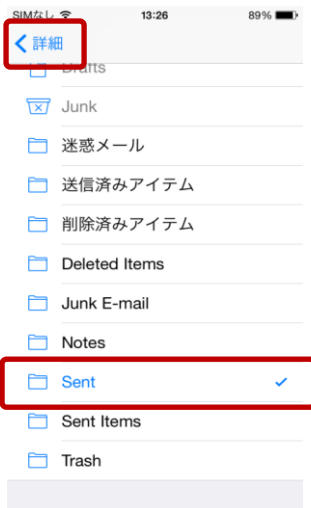 SIMなし 13:26 89%
詳細
Drafts
Junk
迷惑メール
送信済みアイテム
削除済みアイテム
Deleted Items
Junk E-mail
Notes
Sent
Sent Items
Trash